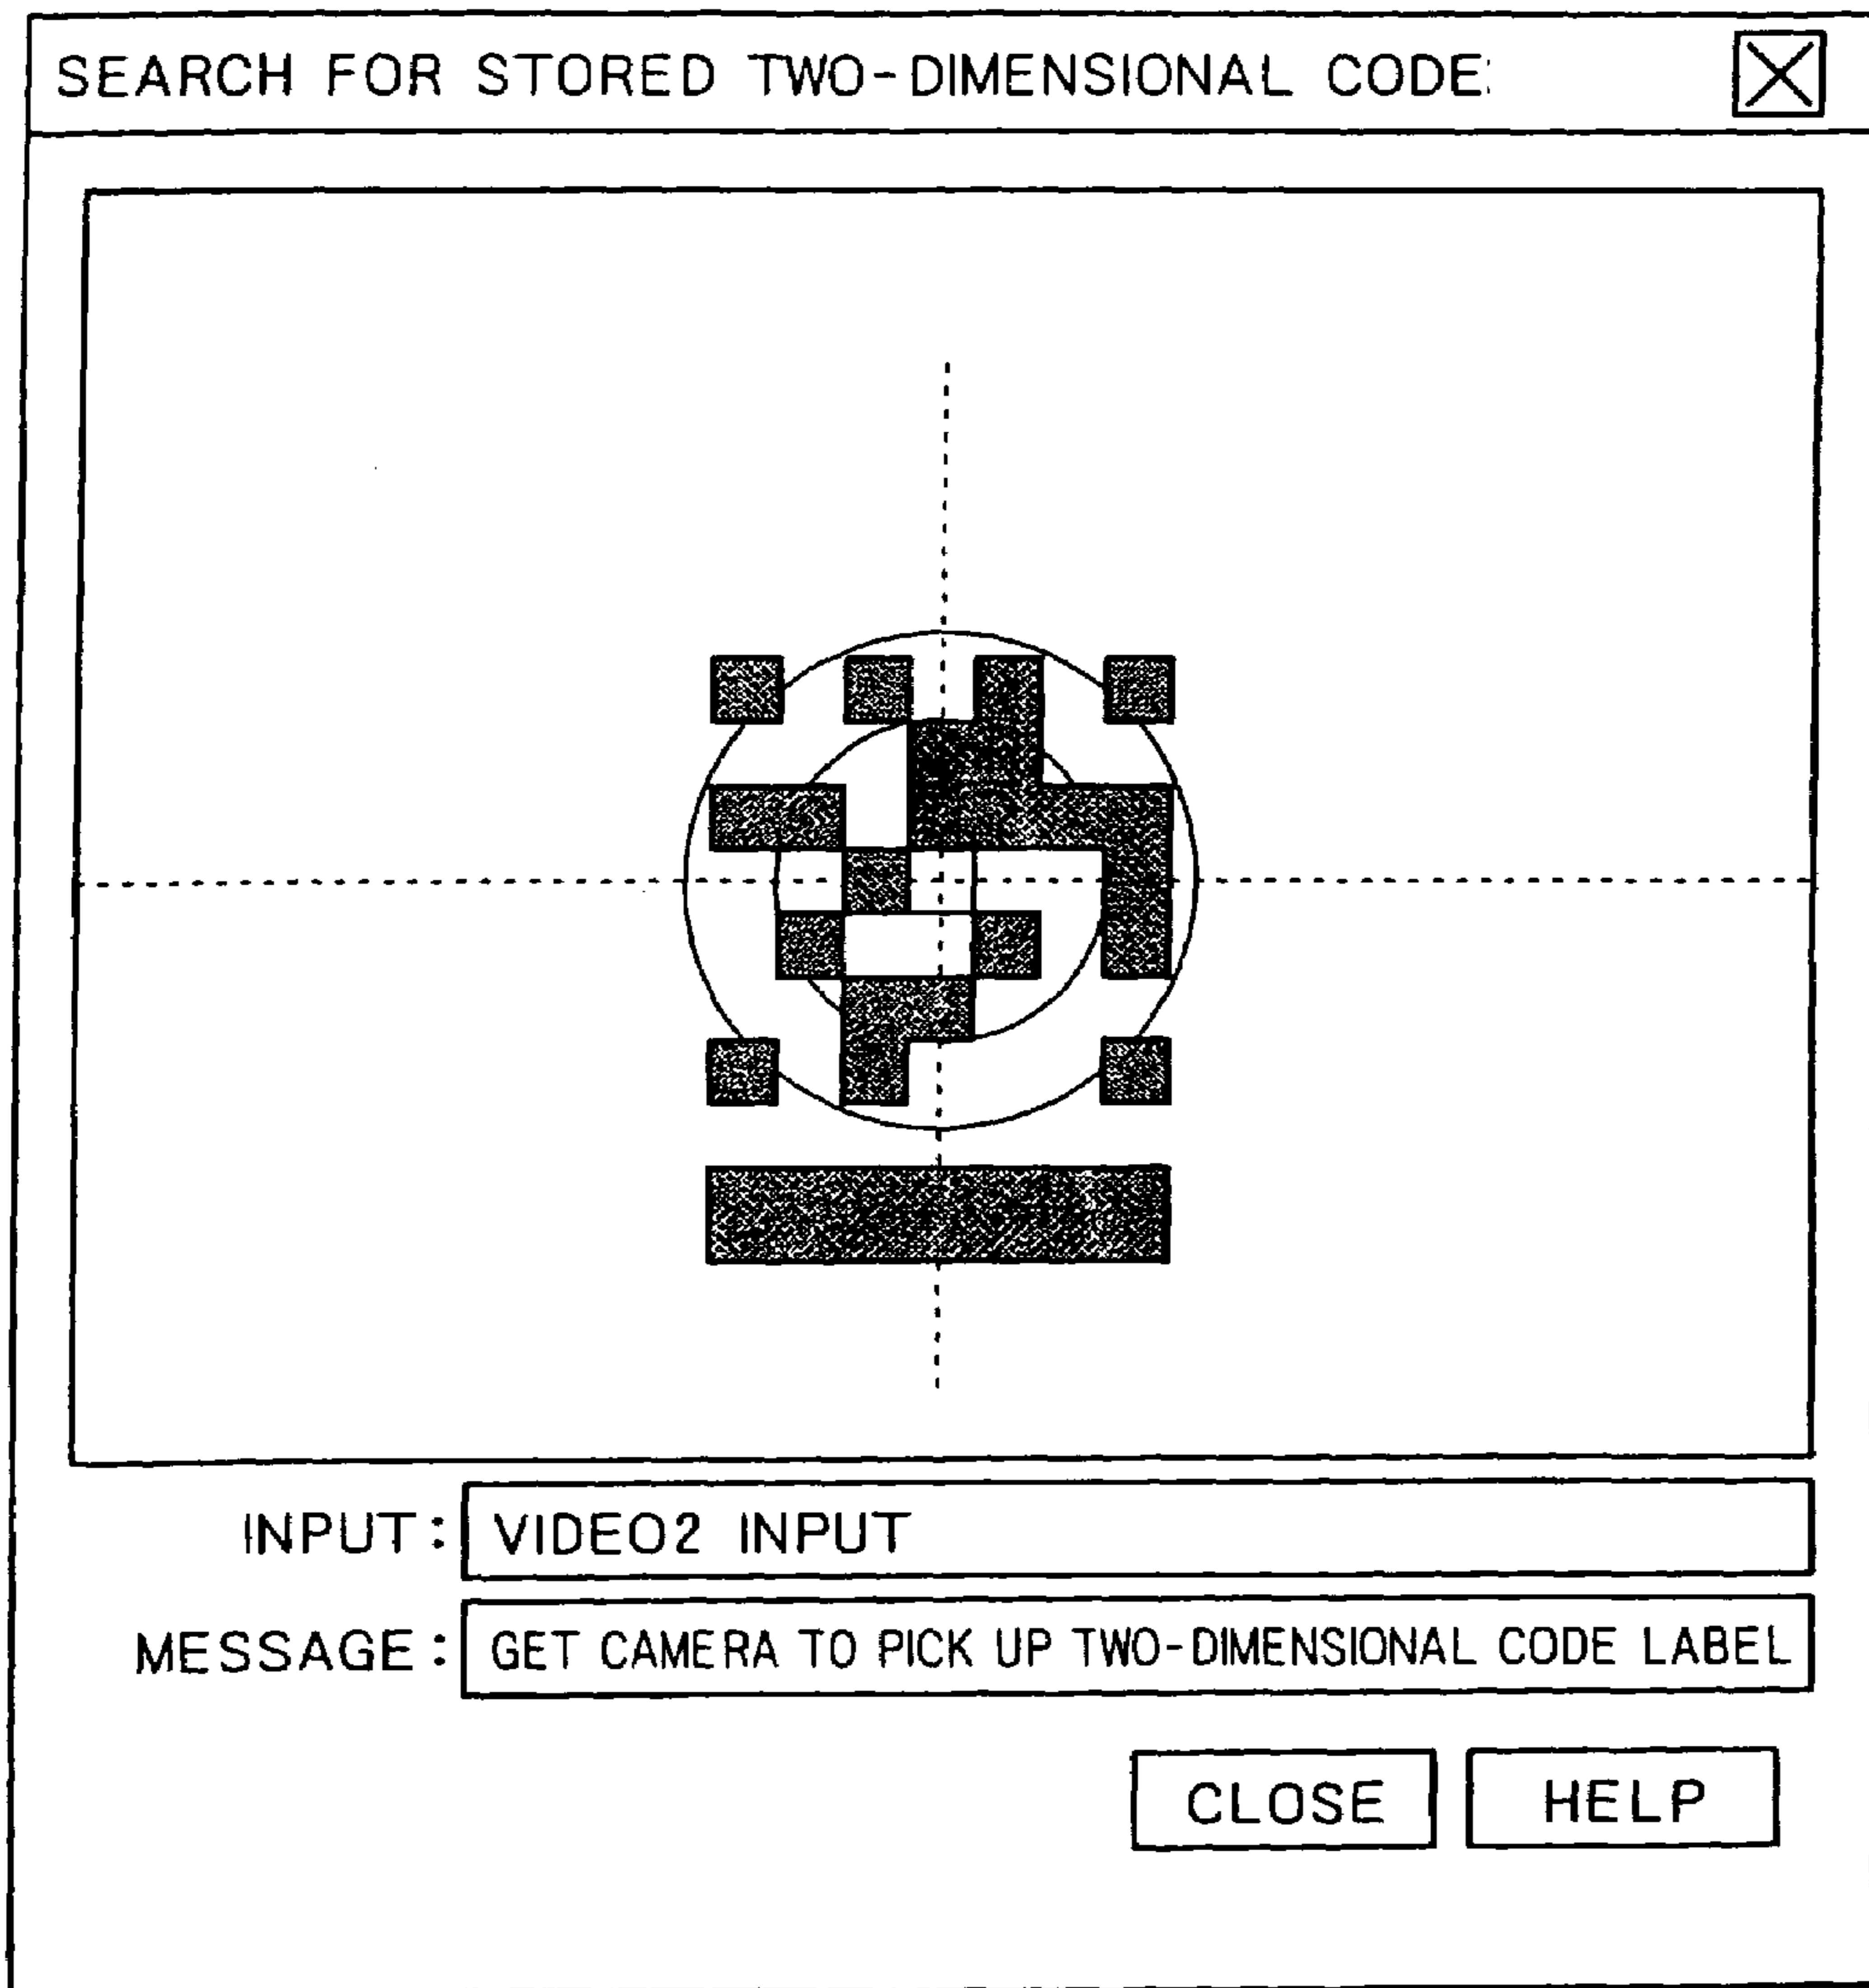 SEARCH FOR STORED TWO-DIMENSIONAL CODE
INPUT: VIDEO2 INPUT
MESSAGE: GET CAMERA TO PICK UP TWO-DIMENSIONAL CODE LABEL
CLOSE HELP